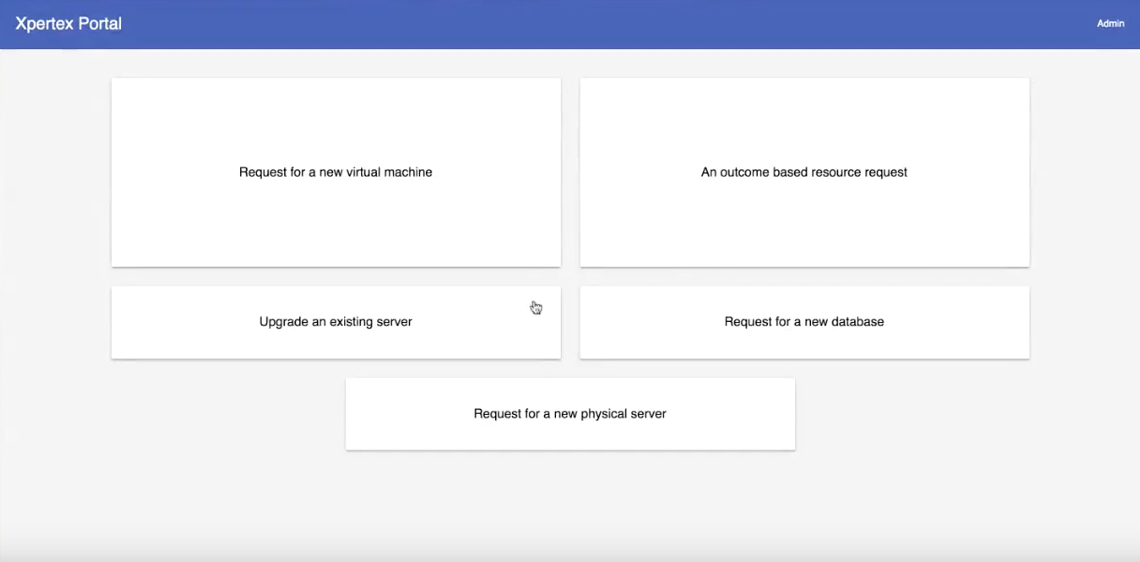 Xpertex Portal
Admin
Request for a new virtual machine
An outcome based resource request
Upgrade an existing server
Request for a new database
Request for a new physical server